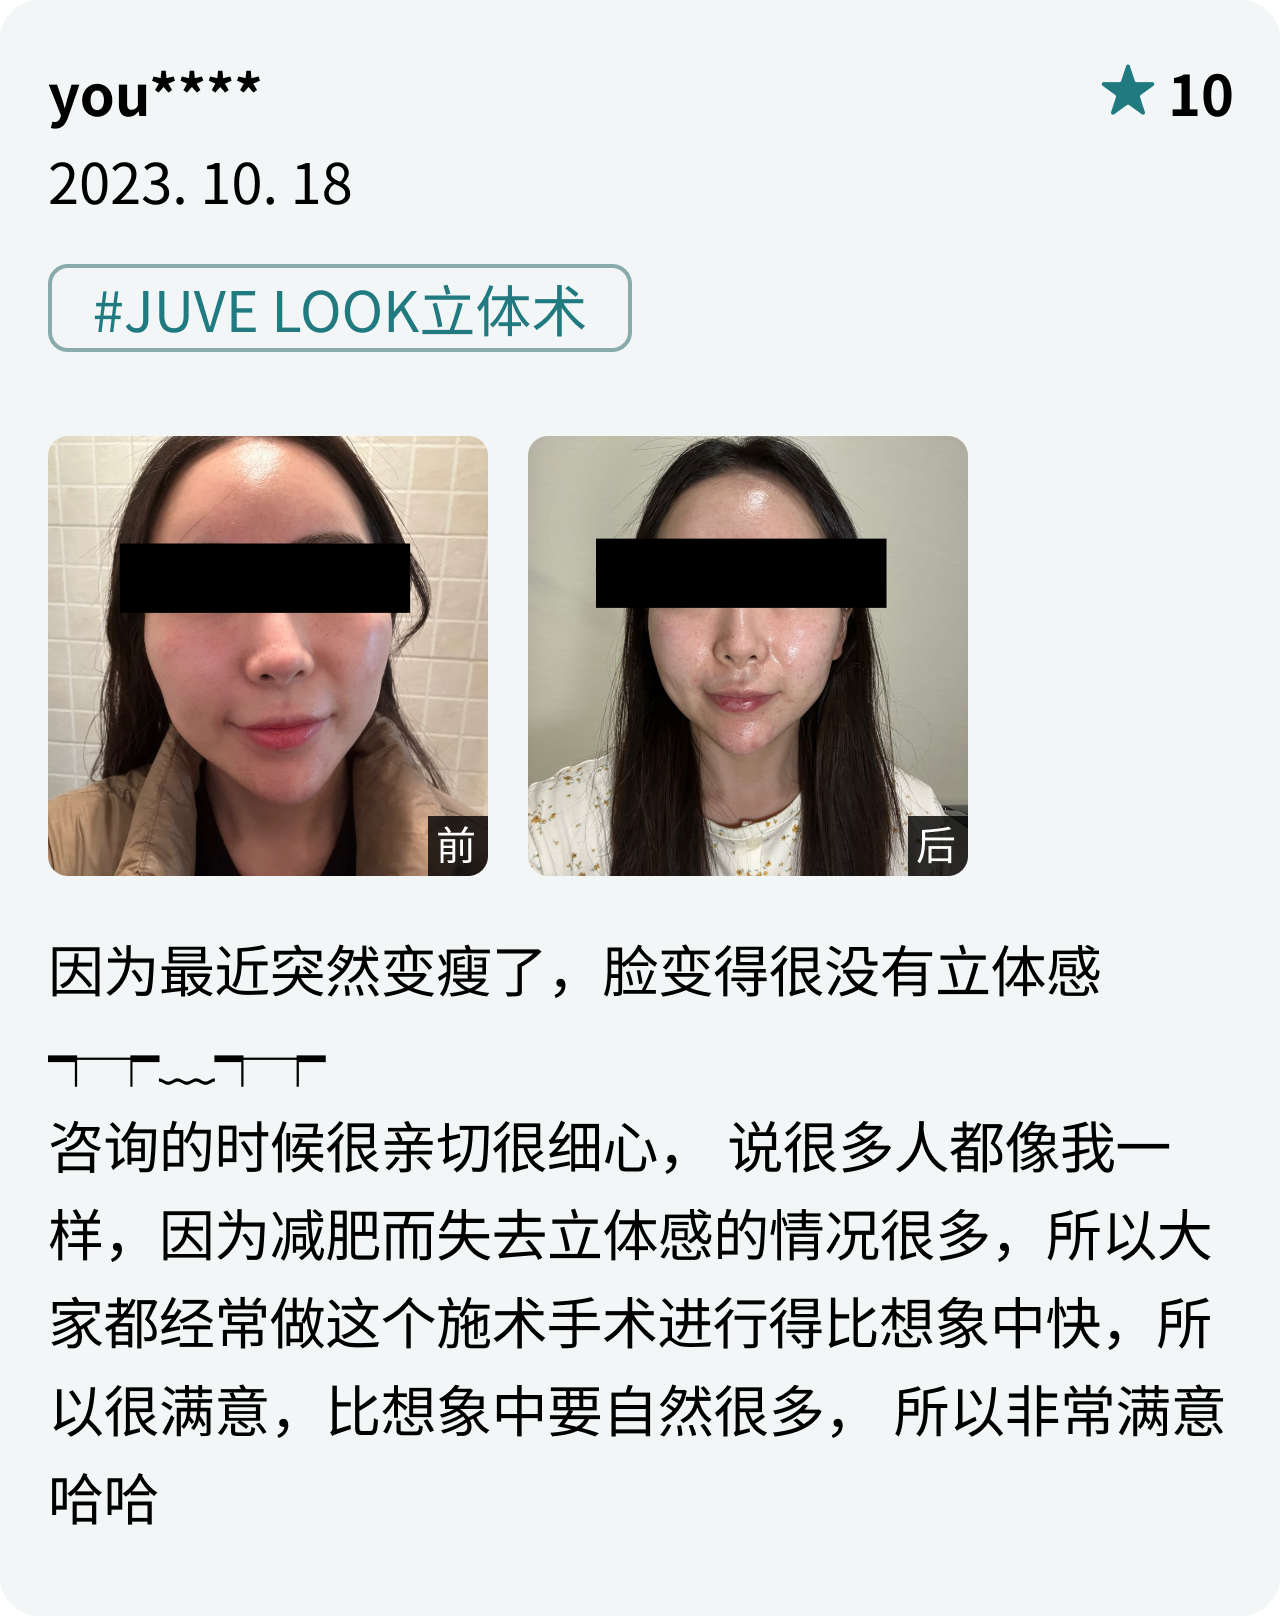 you****
★ 10
2023. 10. 18
#JUVE LOOK立体术
前
后
因为最近突然变瘦了，脸变得很没有立体感
┭┮﹏┭┮
咨询的时候很亲切很细心， 说很多人都像我一
样，因为减肥而失去立体感的情况很多，所以大
家都经常做这个施术手术进行得比想象中快，所
以很满意，比想象中要自然很多， 所以非常满意
哈哈